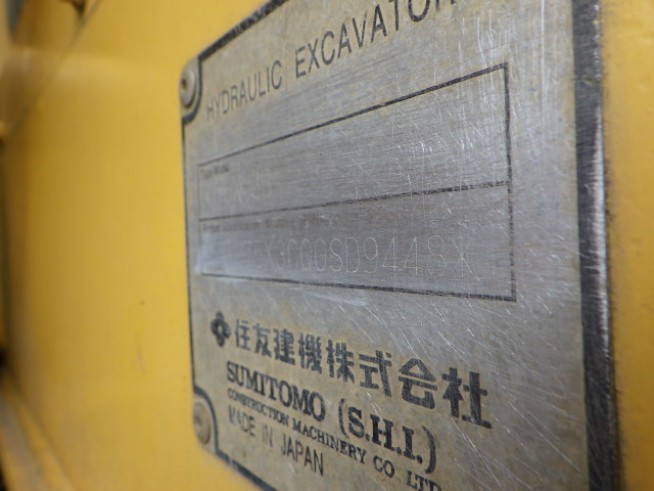 HYDRAULIC EXCAVATOR
住友建機株式会社
SUMITOMO (S.H.I.)
CONSTRUCTION MACHINERY CO. LTD
MADE IN JAPAN